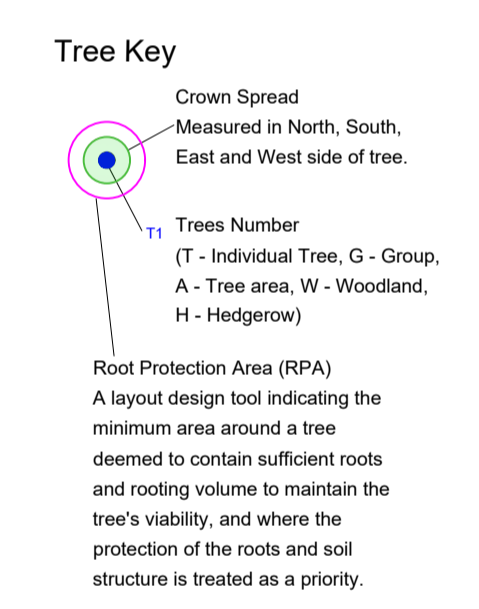 Tree Key
Crown Spread
Measured in North, South,
East and West side of tree.
T1
Trees Number
(T - Individual Tree, G - Group,
A - Tree area, W - Woodland,
H - Hedgerow)
Root Protection Area (RPA)
A layout design tool indicating the
minimum area around a tree
deemed to contain sufficient roots
and rooting volume to maintain the
tree's viability, and where the
protection of the roots and soil
structure is treated as a priority.